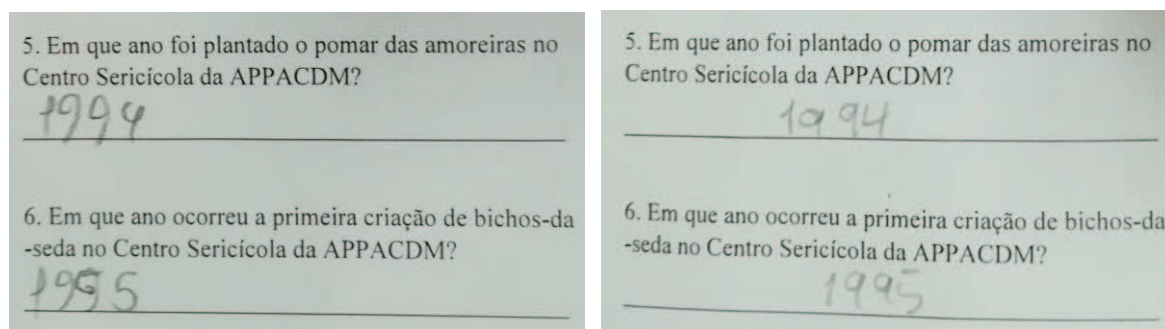 5. Em que ano foi plantado o pomar das amoreiras no
Centro Sericícola da APPACDM?
1994
6. Em que ano ocorreu a primeira criação de bichos-da
-seda no Centro Sericícola da APPACDM?
1995
5. Em que ano foi plantado o pomar das amoreiras no
Centro Sericícola da APPACDM?
1994
6. Em que ano ocorreu a primeira criação de bichos-da
-seda no Centro Sericícola da APPACDM?
1995